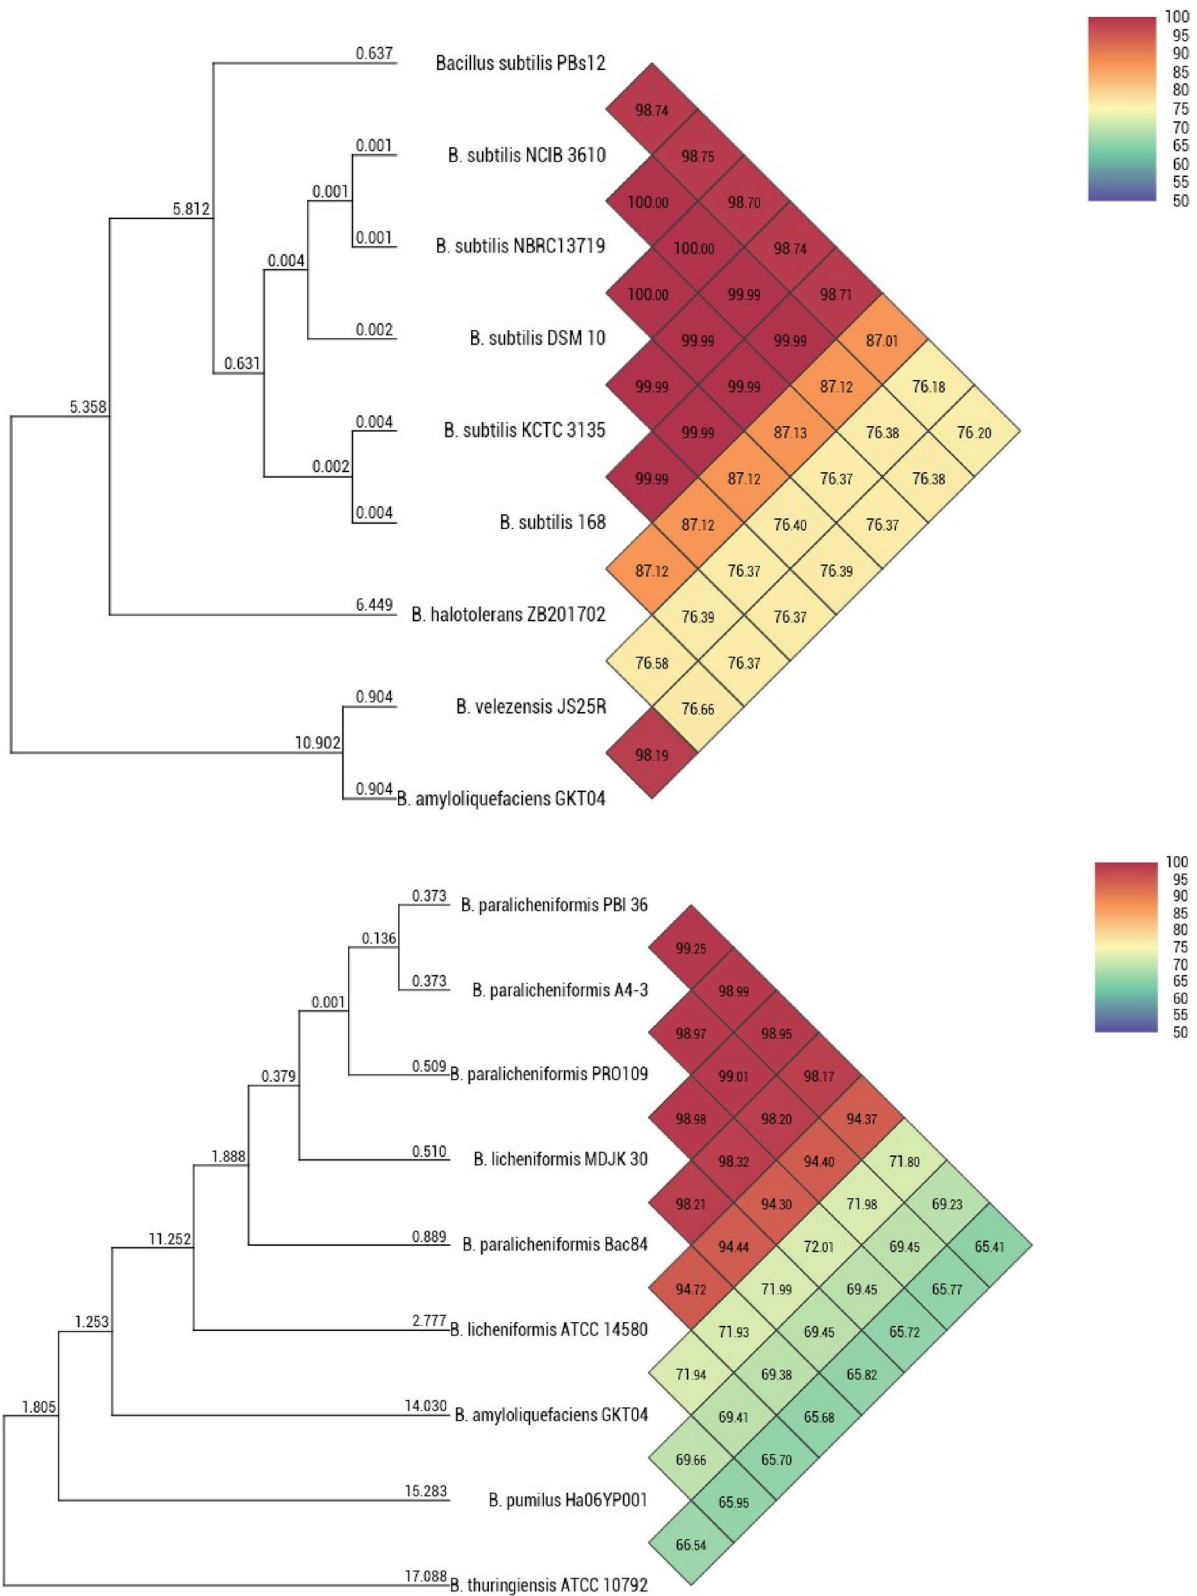 100
95
90
85
80
75
70
65
60
55
50
0.637 Bacillus subtilis PBs12
98.74
0.001 B. subtilis NCIB 3610 98.75
0.001
100.00 98.70
5.812
0.001 B. subtilis NBRC13719 100.00 98.74
0.004
100.00 99.99 98.71
0.002 B. subtilis DSM 10 99.99 99.99 87.01
0.631
99.99 99.99 87.12 76.18
5.358
0.004 B. subtilis KCTC 3135 99.99 87.13 76.38 76.20
0.002
99.99 87.12 76.37 76.38
0.004 B. subtilis 168 87.12 76.40 76.37
87.12 76.37 76.39
6.449 B. halotolerans ZB201702 76.39 76.37
76.58 76.37
0.904 B. velezensis JS25R 76.66
10.902
98.19
0.904 B. amyloliquefaciens GKT04
100
95
90
85
80
75
70
65
60
55
50
0.373 B. paralicheniformis PBI 36
0.136
99.25
0.373 B. paralicheniformis A4-3 98.99
0.001
98.97 98.95
0.509 B. paralicheniformis PRO109 99.01 98.17
0.379
98.98 98.20 94.37
0.510 B. licheniformis MDJK 30 98.32 94.40 71.80
1.888
98.21 94.30 71.98 69.23
0.889 B. paralicheniformis Bac84 94.44 72.01 69.45 65.41
11.252
94.72 71.99 69.45 65.77
1.253
2.777 B. licheniformis ATCC 14580 71.93 69.45 65.72
71.94 69.38 65.82
1.805
14.030 B. amyloliquefaciens GKT04 69.41 65.68
69.66 65.70
15.283 B. pumilus Ha06YP001 65.95
66.54
17.088 B. thuringiensis ATCC 10792